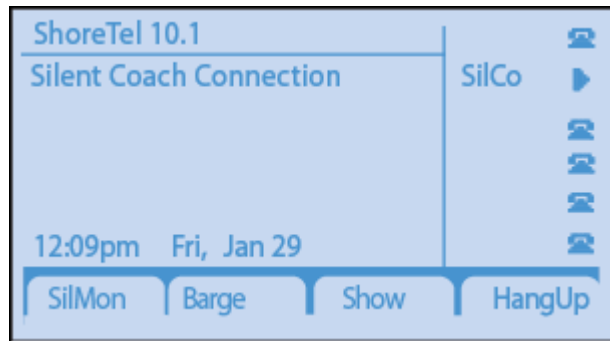 ShoreTel 10.1
Silent Coach Connection
SilCo
12:09pm Fri, Jan 29
SilMon Barge Show HangUp